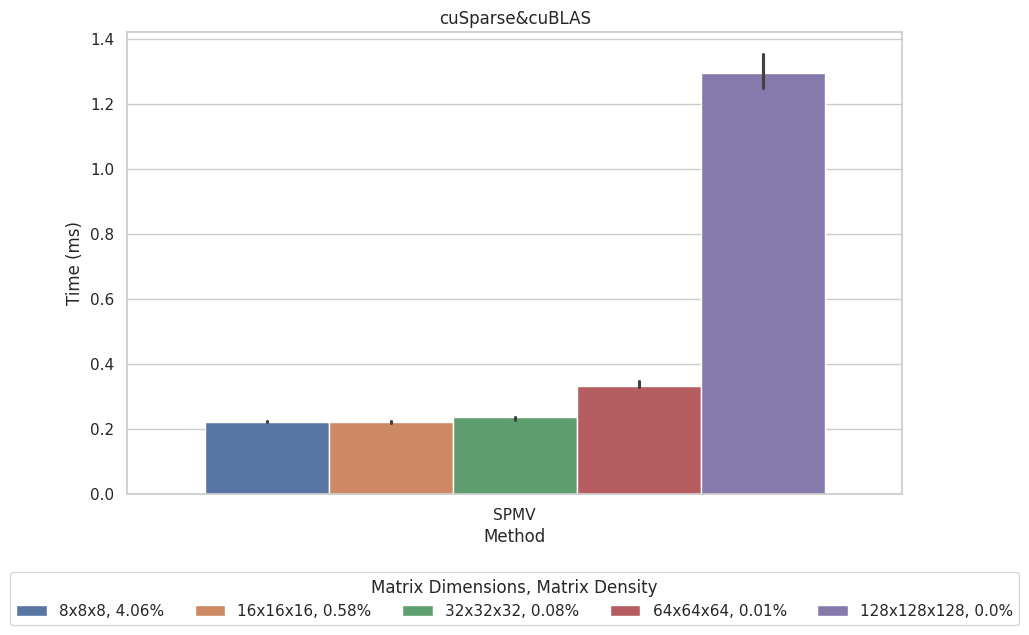 cuSparse&cuBLAS
1.4
1.2
1.0
0.8
0.6
0.4
0.2
0.0
Time (ms)
SPMV
Method
Matrix Dimensions, Matrix Density
8x8x8, 4.06% 16x16x16, 0.58% 32x32x32, 0.08% 64x64x64, 0.01% 128x128x128, 0.0%